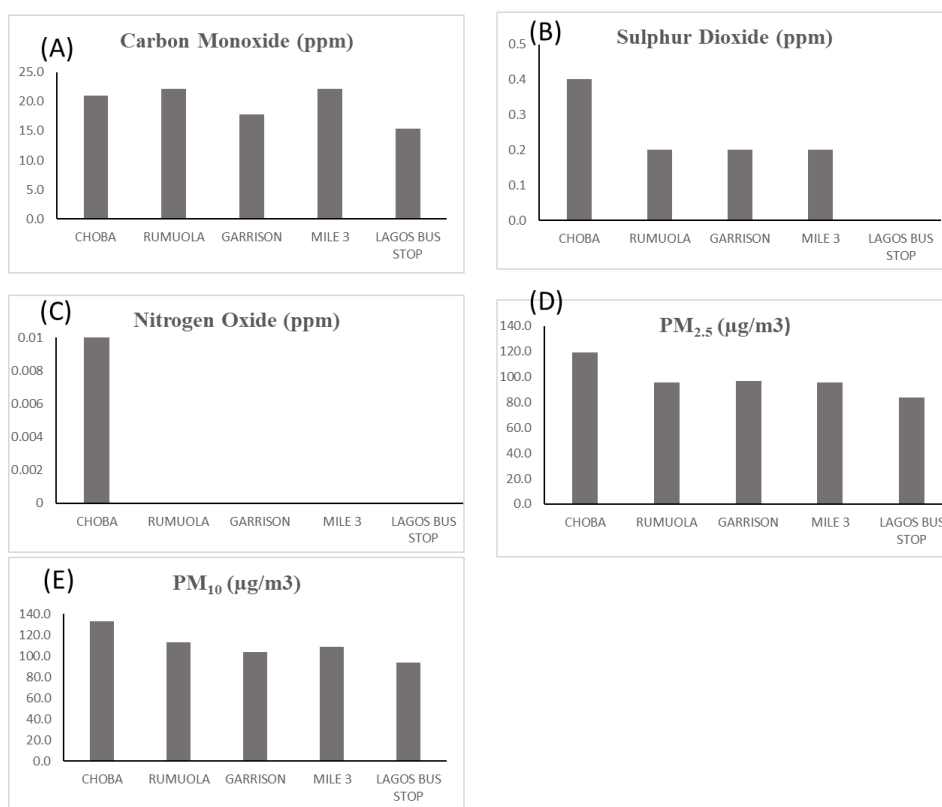 (A)
Carbon Monoxide (ppm)
25.0
20.0
15.0
10.0
5.0
0.0
CHOBA RUMUOLA GARRISON MILE 3 LAGOS BUS
STOP
(B)
Sulphur Dioxide (ppm)
0.5
0.4
0.3
0.2
0.1
0.0
CHOBA RUMUOLA GARRISON MILE 3 LAGOS BUS
STOP
(C)
Nitrogen Oxide (ppm)
0.01
0.008
0.006
0.004
0.002
0
CHOBA RUMUOLA GARRISON MILE 3 LAGOS BUS
STOP
(D)
PM2.5 (µg/m3)
140.0
120.0
100.0
80.0
60.0
40.0
20.0
0.0
CHOBA RUMUOLA GARRISON MILE 3 LAGOS BUS
STOP
(E)
PM10 (µg/m3)
140.0
120.0
100.0
80.0
60.0
40.0
20.0
0.0
CHOBA RUMUOLA GARRISON MILE 3 LAGOS BUS
STOP